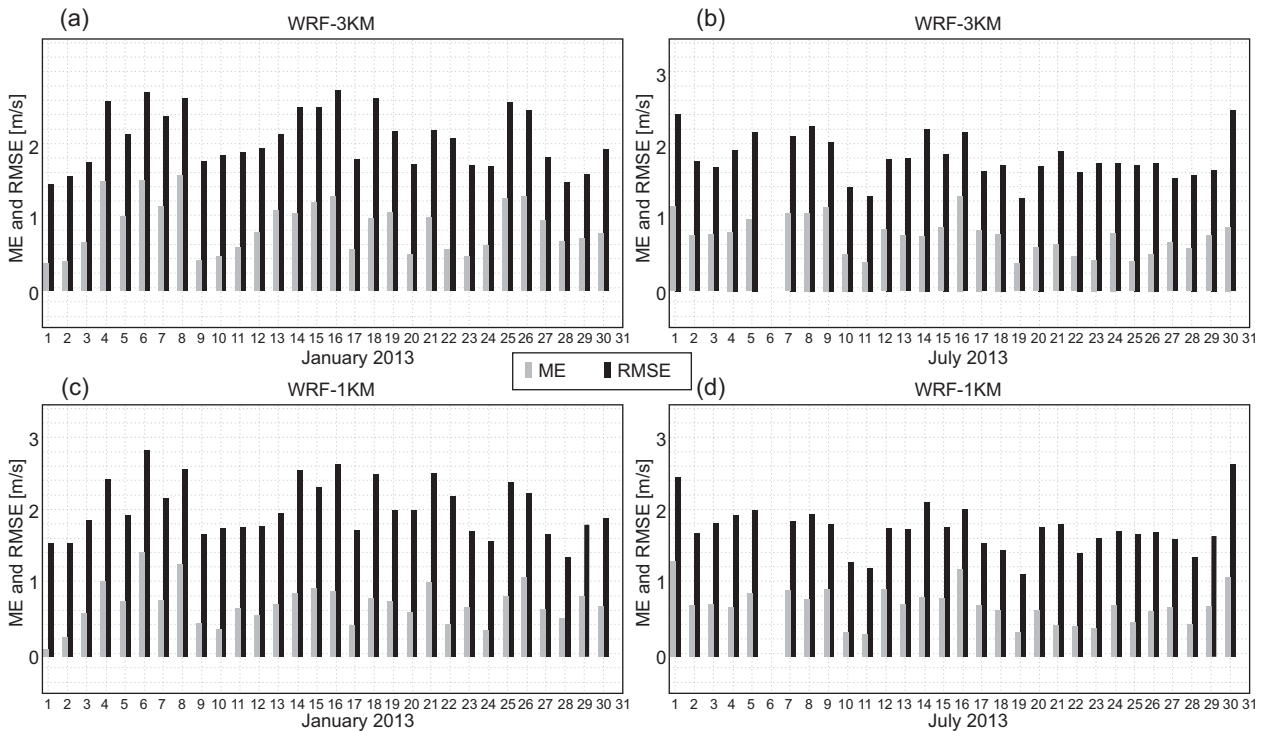 (a)
WRF-3KM
ME and RMSE [m/s]
2
1
0
1 2 3 4 5 6 7 8 9 10 11 12 13 14 15 16 17 18 19 20 21 22 23 24 25 26 27 28 29 30 31
January 2013
(b)
WRF-3KM
ME and RMSE [m/s]
3
2
1
0
1 2 3 4 5 6 7 8 9 10 11 12 13 14 15 16 17 18 19 20 21 22 23 24 25 26 27 28 29 30 31
July 2013
ME RMSE
(c)
WRF-1KM
ME and RMSE [m/s]
3
2
1
0
1 2 3 4 5 6 7 8 9 10 11 12 13 14 15 16 17 18 19 20 21 22 23 24 25 26 27 28 29 30 31
January 2013
(d)
WRF-1KM
ME and RMSE [m/s]
3
2
1
0
1 2 3 4 5 6 7 8 9 10 11 12 13 14 15 16 17 18 19 20 21 22 23 24 25 26 27 28 29 30 31
July 2013